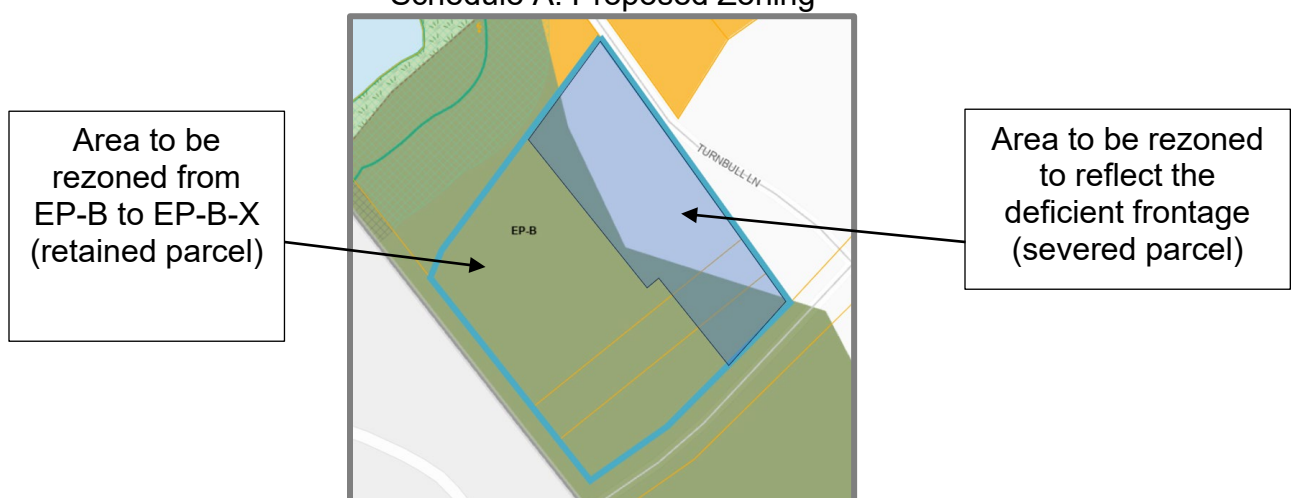 Schedule A: Proposed Zoning
Area to be
rezoned from
EP-B to EP-B-X
(retained parcel)
TURNBULL LN
EP-B
Area to be rezoned
to reflect the
deficient frontage
(severed parcel)